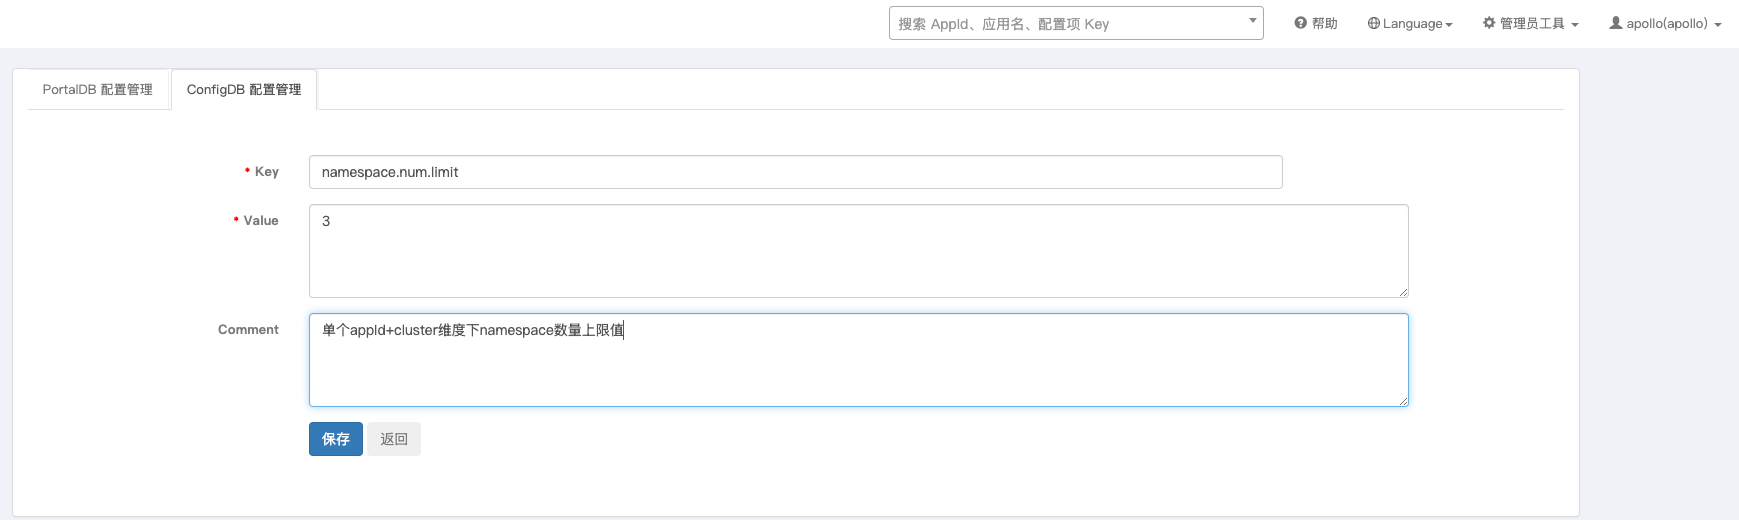 搜索 AppId、应用名、配置项 Key
帮助
Language
管理员工具
apollo(apollo)
PortalDB 配置管理
ConfigDB 配置管理
* Key
namespace.num.limit
* Value
3
Comment
单个appId+cluster维度下namespace数量上限值
保存
返回